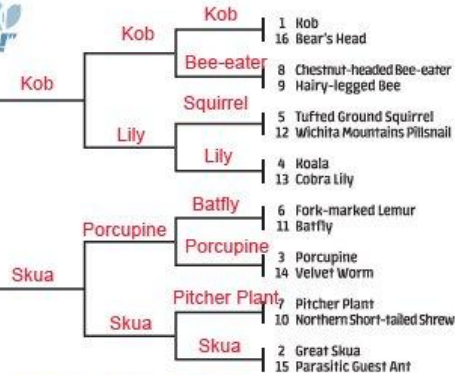 Kob
1 Kob
16 Bear's Head
Kob
Bee-eater
8 Chestnut-headed Bee-eater
9 Hairy-legged Bee
Kob
Squirrel
5 Tufted Ground Squirrel
12 Wichita Mountains Pillsnail
Lily
Lily
4 Koala
13 Cobra Lily
Batfly
6 Fork-marked Lemur
11 Batfly
Porcupine
Porcupine
3 Porcupine
14 Velvet Worm
Skua
Pitcher Plant
7 Pitcher Plant
10 Northern Short-tailed Shrew
Skua
Skua
2 Great Skua
15 Parasitic Guest Ant